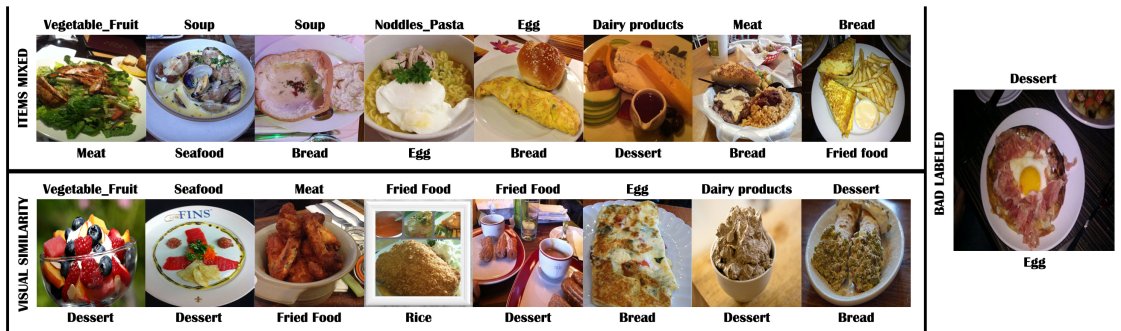 Vegetable_Fruit Soup Soup Noddles_Pasta Egg Dairy products Meat Bread
ITEMS MIXED
Meat Seafood Bread Egg Bread Dessert Bread Fried food
Vegetable_Fruit Seafood Meat Fried Food Fried Food Egg Dairy products Dessert
VISUAL SIMILARITY
FINS
Dessert Dessert Fried Food Rice Dessert Bread Dessert Bread
BAD LABELED
Dessert
Egg